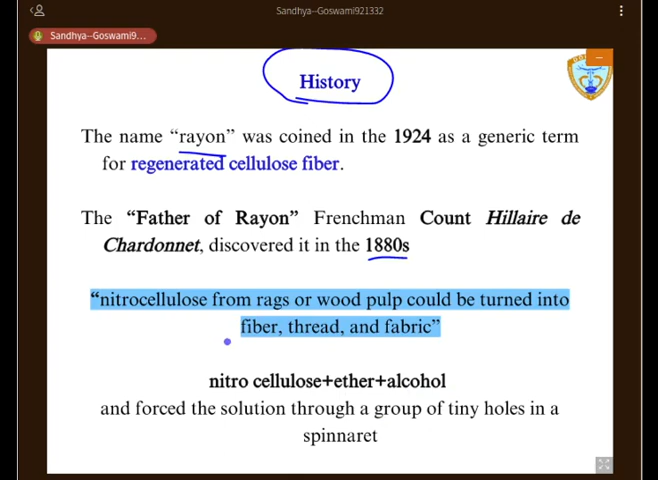 Sandhya--Goswami921332
Sandhya--Goswami9...
History
The name “rayon” was coined in the 1924 as a generic term
for regenerated cellulose fiber.
The “Father of Rayon” Frenchman Count Hillaire de
Chardonnet, discovered it in the 1880s
“nitrocellulose from rags or wood pulp could be turned into
fiber, thread, and fabric”
nitro cellulose+ether+alcohol
and forced the solution through a group of tiny holes in a
spinnaret